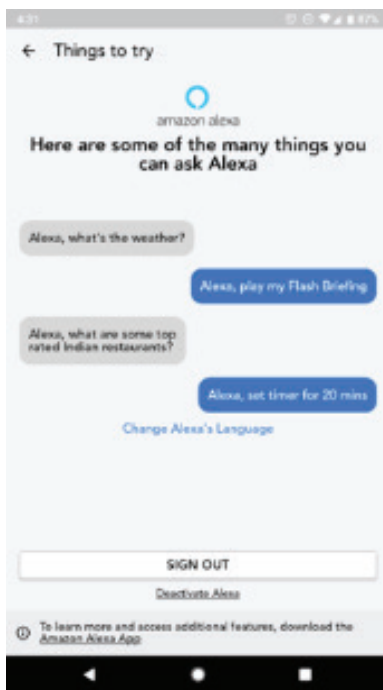 4:31
87%
Things to try
amazon alexa
Here are some of the many things you
can ask Alexa
Alexa, what's the weather?
Alexa, play my Flash Briefing
Alexa, what are some top
rated Indian restaurants?
Alexa, set timer for 20 mins
Change Alexa's Language
SIGN OUT
Deactivate Alexa
To learn more and access additional features, download the
Amazon Alexa App